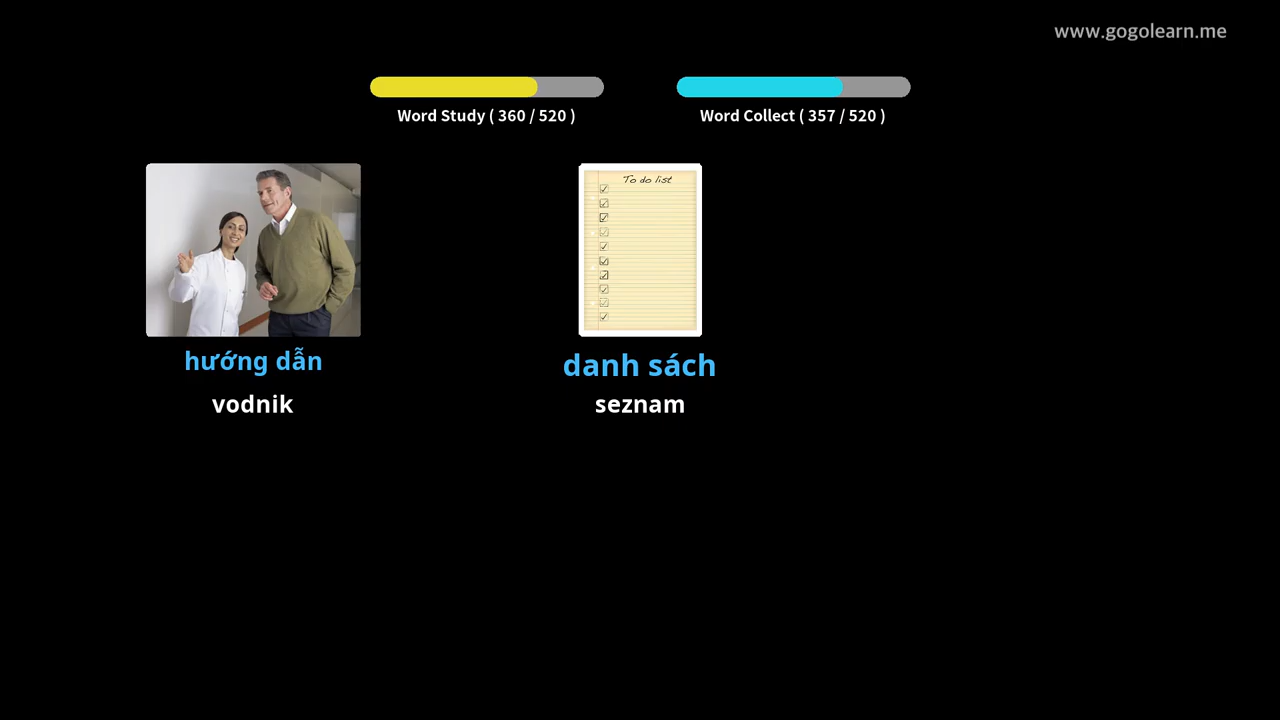 www.gogolearn.me
Word Study ( 360 / 520 )
Word Collect ( 357 / 520 )
To do list
hướng dẫn
vodnik
danh sách
seznam